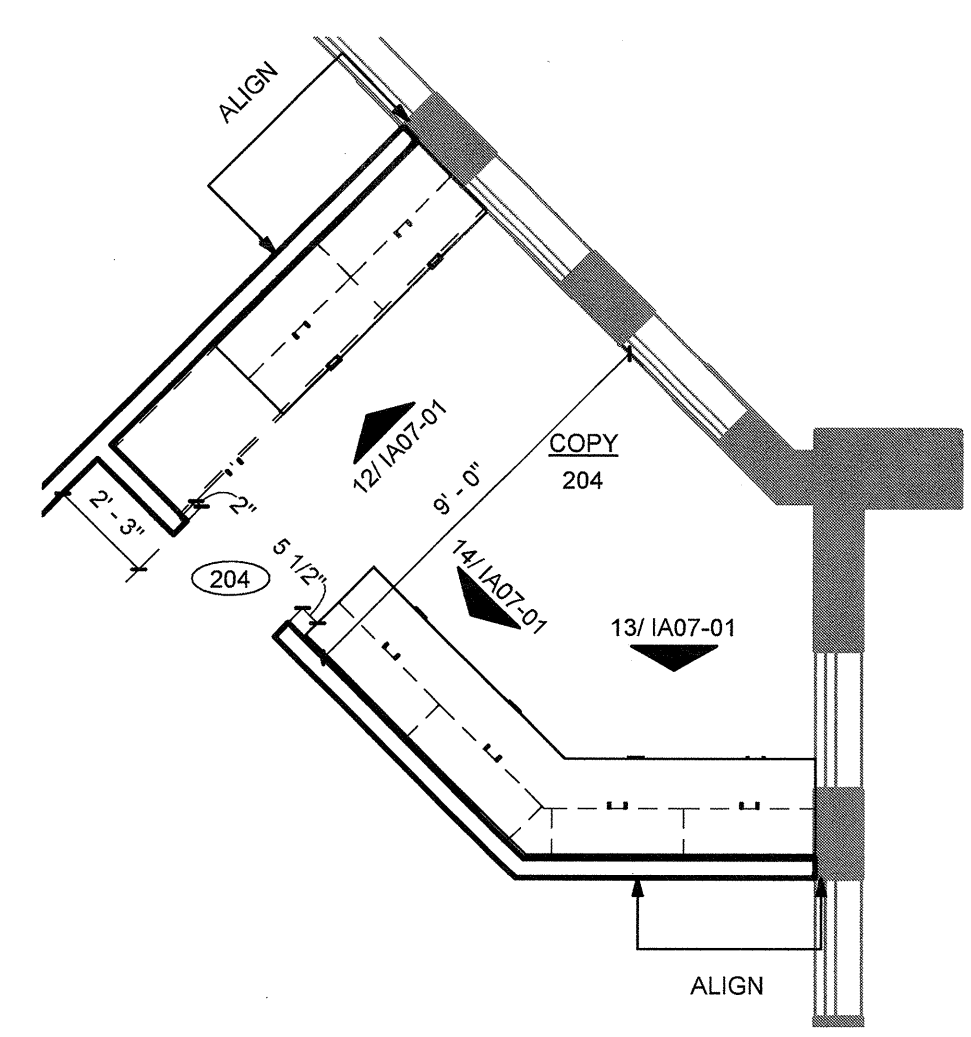 ALIGN
12/ IA07-01
COPY
204
9' - 0"
2' - 3"
2"
204
5 1/2"
14/ IA07-01
13/ IA07-01
ALIGN